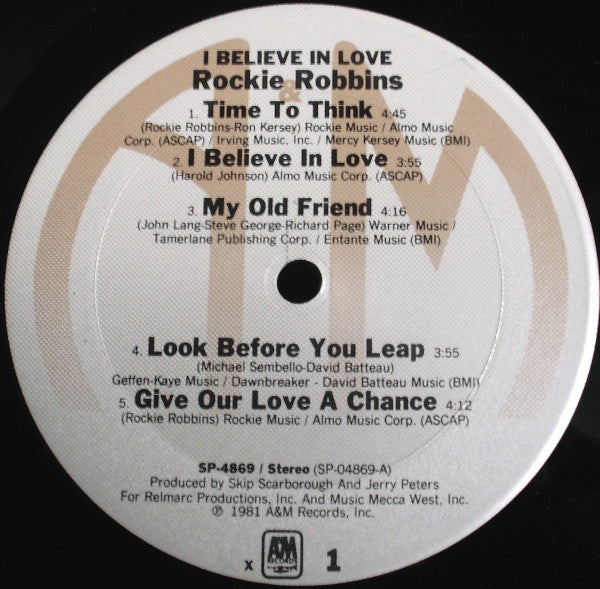 I BELIEVE IN LOVE
Rockie Robbins
1. Time To Think 4:45
(Rockie Robbins-Ron Kersey) Rockie Music / Almo Music
Corp. (ASCAP) / Irving Music, Inc. / Mercy Kersey Music (BMI)
2. I Believe In Love 3:55
(Harold Johnson) Almo Music Corp. (ASCAP)
3. My Old Friend 4:16
(John Lang-Steve George-Richard Page) Warner Music /
Tamerlane Publishing Corp. / Entante Music (BMI)
4. Look Before You Leap 3:55
(Michael Sembello-David Batteau)
Geffen-Kaye Music / Dawnbreaker - David Batteau Music (BMI)
5. Give Our Love A Chance 4:12
(Rockie Robbins) Rockie Music / Almo Music Corp. (ASCAP)
SP-4869 / Stereo (SP-04869-A)
Produced by Skip Scarborough And Jerry Peters
For Relmarc Productions, Inc. And Music Mecca West, Inc.
℗ 1981 A&M Records, Inc.
x A&M RECORDS 1